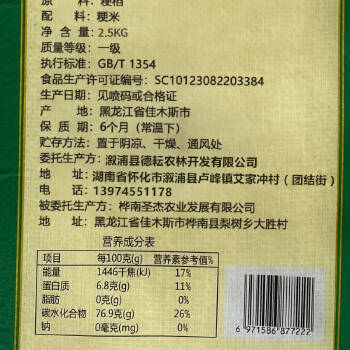 原 料：粳稻
配 料：粳米
净 含 量：2.5KG
质量等级：一级
执行标准：GB/T 1354
食品生产许可证编号：SC10123082203384
生产日期：见喷码或合格证
产 地：黑龙江省佳木斯市
保 质 期：6个月（常温下）
贮存方法：置于阴凉、干燥、通风处
委托生产方：溆浦县德耘农林开发有限公司
地 址：湖南省怀化市溆浦县卢峰镇艾家冲村（团结街）
电 话：13974551178
被委托生产方：桦南圣杰农业发展有限公司
地 址：黑龙江省佳木斯市桦南县梨树乡大胜村
营养成分表
项目 每100克(g) 营养素参考值%
能量 1446千焦(kJ) 17%
蛋白质 6.8克(g) 11%
脂肪 0克(g) 0%
碳水化合物 76.9克(g) 26%
钠 0毫克(mg) 0%
6 971586 877222